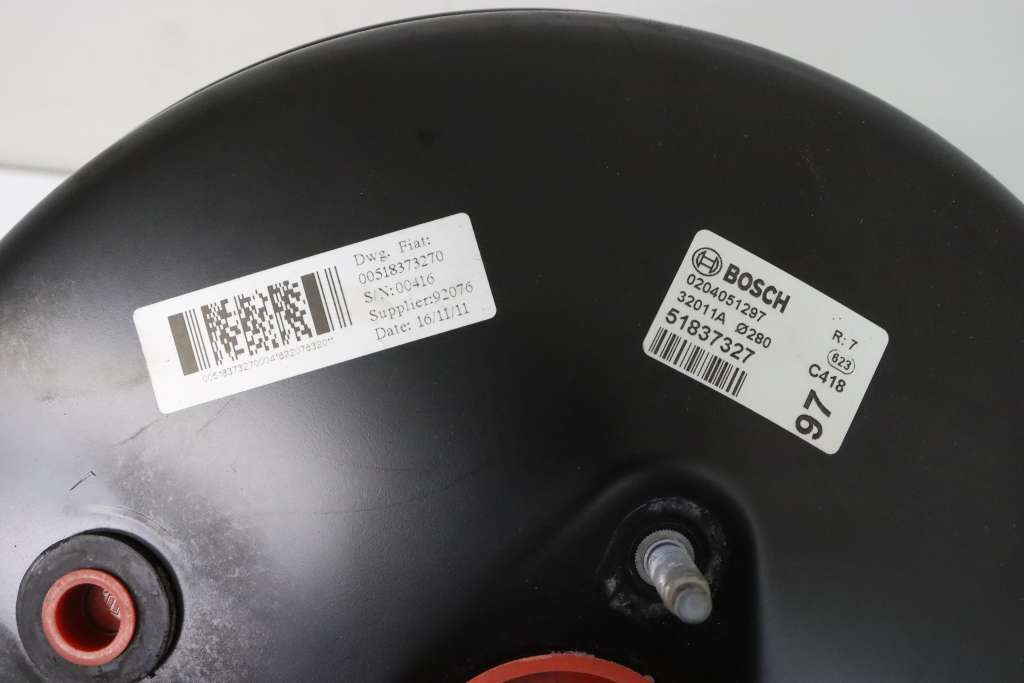 Dwg. Fiat:
00518373270
S/N:00416
Supplier:92076
Date: 16/11/11
BOSCH
0204051297
32011A Ø280
51837327
R: 7
623
C418
97